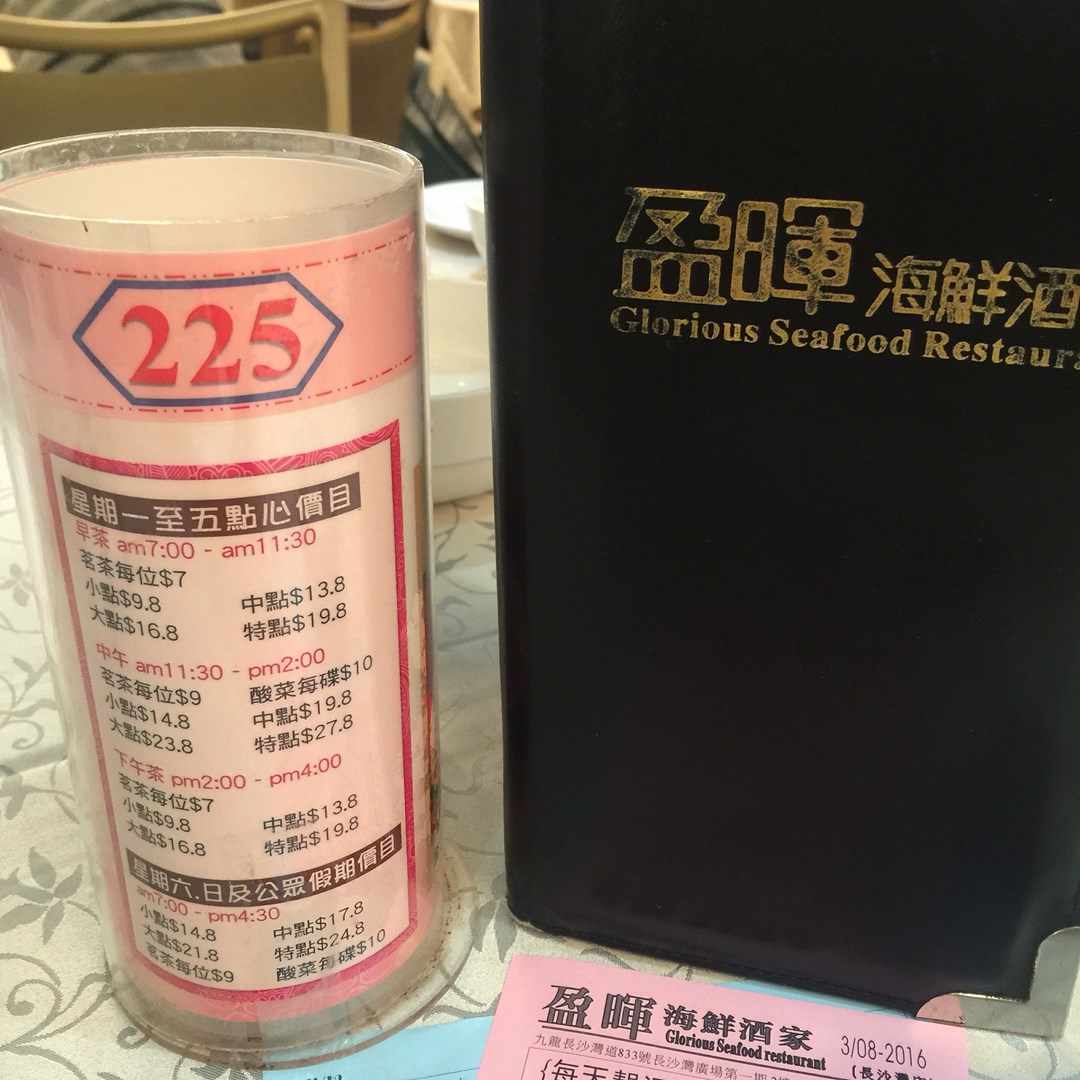 225
星期一至五點心價目
早茶 am7:00 - am11:30
茗茶每位$7
小點$9.8 中點$13.8
大點$16.8 特點$19.8
中午 am11:30 - pm2:00
茗茶每位$9 酸菜每碟$10
小點$14.8 中點$19.8
大點$23.8 特點$27.8
下午茶 pm2:00 - pm4:00
茗茶每位$7
小點$9.8 中點$13.8
大點$16.8 特點$19.8
星期六.日及公眾假期價目
am7:00 - pm4:30
小點$14.8 中點$17.8
大點$21.8 特點$24.8
茗茶每位$9 酸菜每碟$10
盈暉 海鮮酒
Glorious Seafood
盈暉 海鮮酒家
Glorious Seafood restaurant 3/08-2016
九龍長沙灣道833號長沙灣廣場第一期